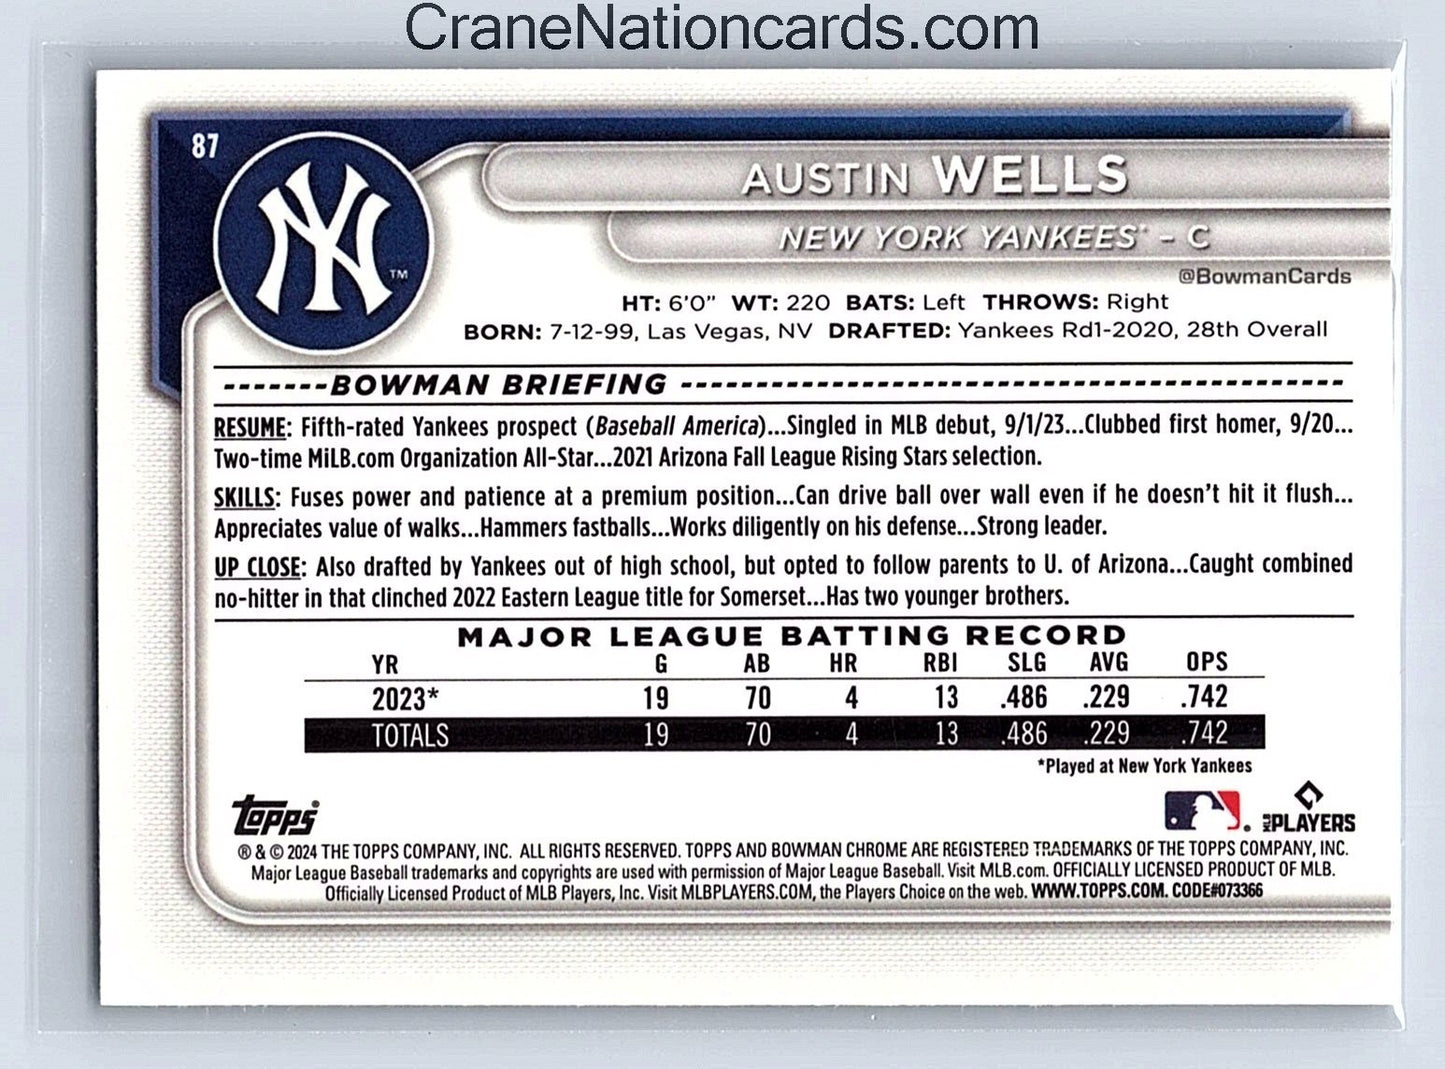 CraneNationcards.com
87
AUSTIN WELLS
NEW YORK YANKEES® - C
NY
TM
@BowmanCards
HT: 6'0" WT: 220 BATS: Left THROWS: Right
BORN: 7-12-99, Las Vegas, NV DRAFTED: Yankees Rd1-2020, 28th Overall
-------BOWMAN BRIEFING --------------------------------------------
RESUME: Fifth-rated Yankees prospect (Baseball America)...Singled in MLB debut, 9/1/23...Clubbed first homer, 9/20...
Two-time MiLB.com Organization All-Star...2021 Arizona Fall League Rising Stars selection.
SKILLS: Fuses power and patience at a premium position...Can drive ball over wall even if he doesn't hit it flush...
Appreciates value of walks...Hammers fastballs...Works diligently on his defense...Strong leader.
UP CLOSE: Also drafted by Yankees out of high school, but opted to follow parents to U. of Arizona...Caught combined
no-hitter in that clinched 2022 Eastern League title for Somerset...Has two younger brothers.
MAJOR LEAGUE BATTING RECORD
YR G AB HR RBI SLG AVG OPS
2023* 19 70 4 13 .486 .229 .742
TOTALS 19 70 4 13 .486 .229 .742
*Played at New York Yankees
topps
MLB PLAYERS
® & © 2024 THE TOPPS COMPANY, INC. ALL RIGHTS RESERVED. TOPPS AND BOWMAN CHROME ARE REGISTERED TRADEMARKS OF THE TOPPS COMPANY, INC.
Major League Baseball trademarks and copyrights are used with permission of Major League Baseball. Visit MLB.com. OFFICIALLY LICENSED PRODUCT OF MLB.
Officially Licensed Product of MLB Players, Inc. Visit MLBPLAYERS.COM, the Players Choice on the web. WWW.TOPPS.COM. CODE#073366